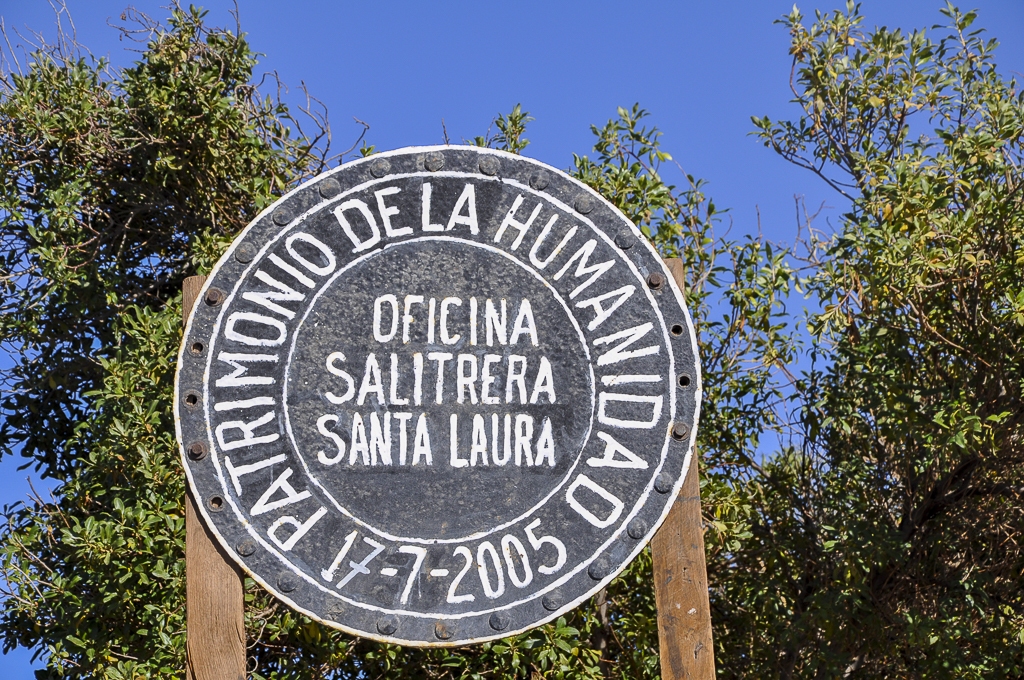 PATRIMONIO DE LA HUMANIDAD
OFICINA
SALITRERA
SANTA LAURA
17-7-2005